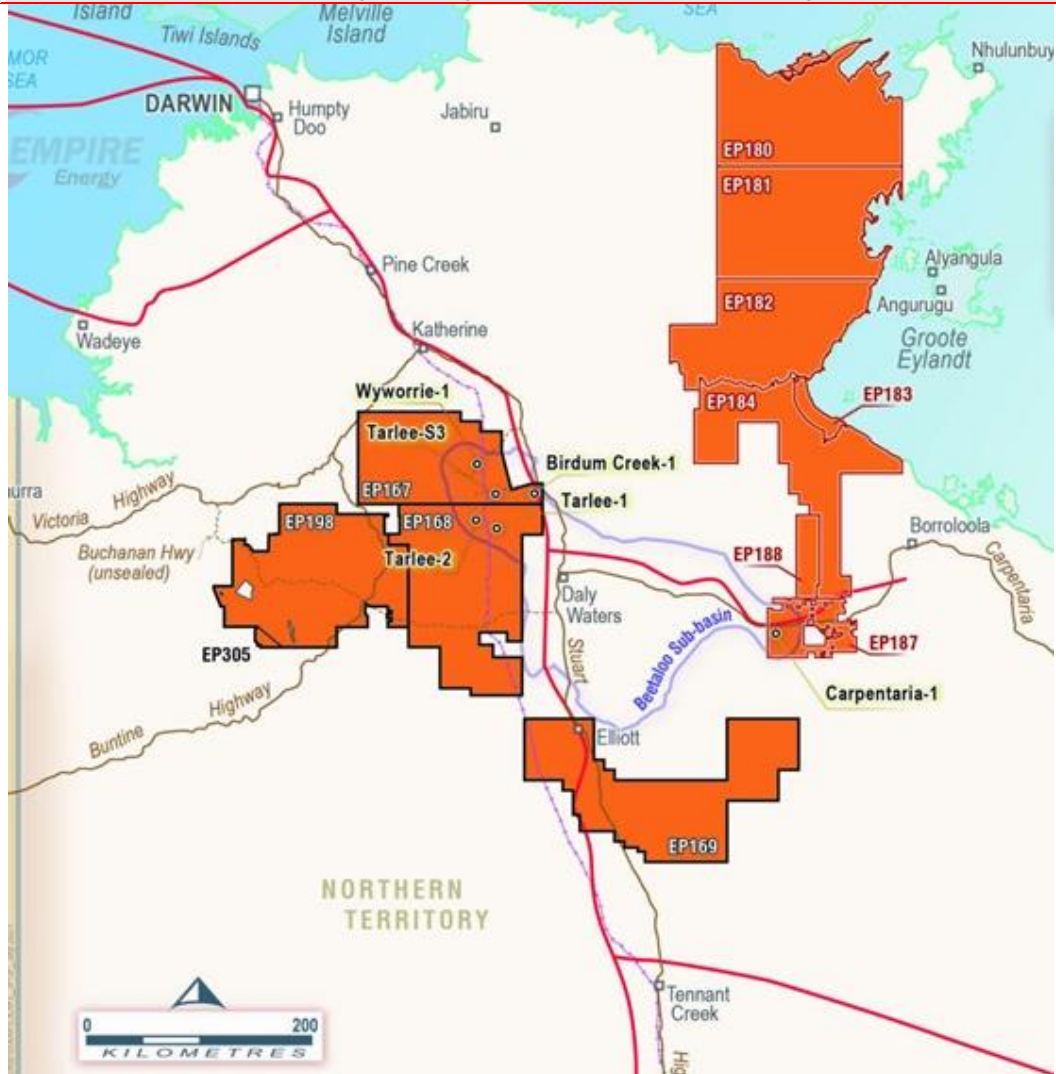 Island
Tiwi Islands
Melville
Island
SEA
MOR
SEA
Nhulunbuy
DARWIN
Humpty
Doo
Jabiru
EMPIRE
Energy
EP180
EP181
Alyangula
Angurugu
Pine Creek
EP182
Groote
Eylandt
Wadeye
Katherine
Wyworrie-1
EP184
EP183
Tarlee-S3
Birdum Creek-1
EP167
Tarlee-1
urra
Highway
Victoria
EP198
EP168
Borroloola
Buchanan Hwy
(unsealed)
Tarlee-2
EP188
Carpentaria
Daly
Waters
Stuart
Beetaloo Sub-basin
EP187
EP305
Carpentaria-1
Highway
Buntine
Elliott
EP169
NORTHERN
TERRITORY
Tennant
Creek
0 200
KILOMETRES
Hig